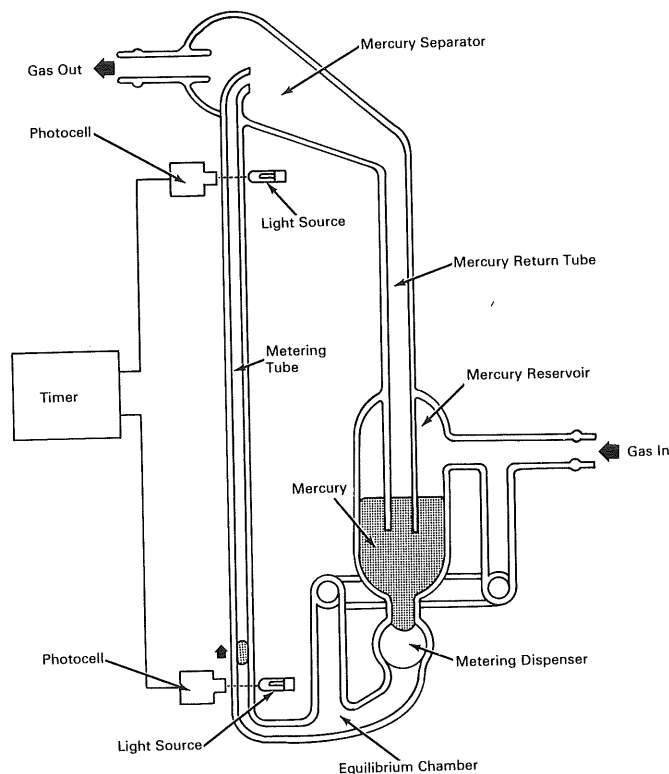 Mercury Separator
Gas Out
Photocell
Light Source
Mercury Return Tube
Metering
Tube
Mercury Reservoir
Timer
Gas In
Mercury
Metering Dispenser
Photocell
Light Source
Equilibrium Chamber